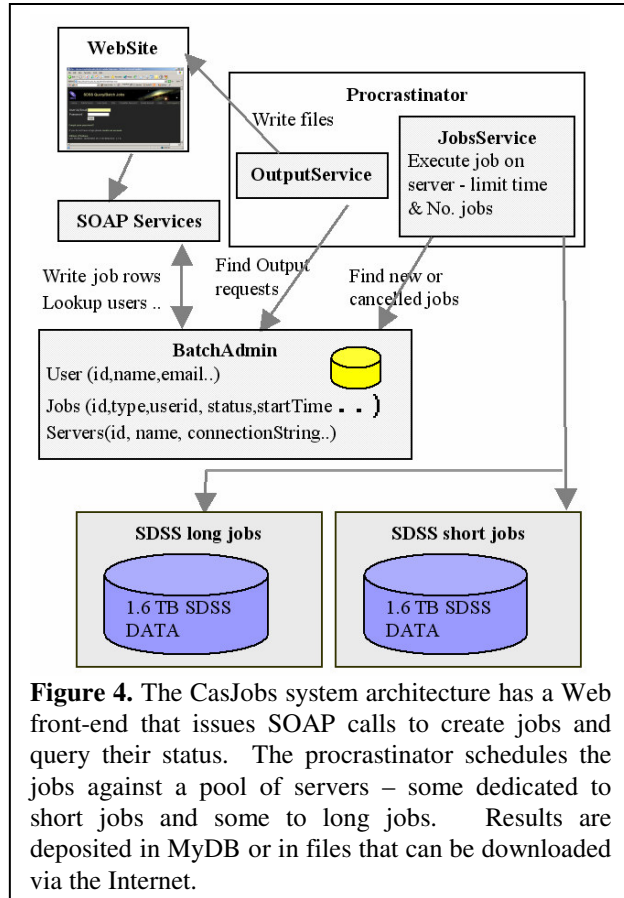 WebSite
SDSS Query/Batch Jobs
Procrastinator
Write files
JobsService
Execute job on
server - limit time
& No. jobs
OutputService
SOAP Services
Write job rows
Lookup users ..
Find Output
requests
Find new or
cancelled jobs
BatchAdmin
User (id,name,email..)
Jobs (id,type,userid, status,startTime . . )
Servers(id, name, connectionString..)
SDSS long jobs
1.6 TB SDSS
DATA
SDSS short jobs
1.6 TB SDSS
DATA
Figure 4. The CasJobs system architecture has a Web
front-end that issues SOAP calls to create jobs and
query their status. The procrastinator schedules the
jobs against a pool of servers – some dedicated to
short jobs and some to long jobs. Results are
deposited in MyDB or in files that can be downloaded
via the Internet.